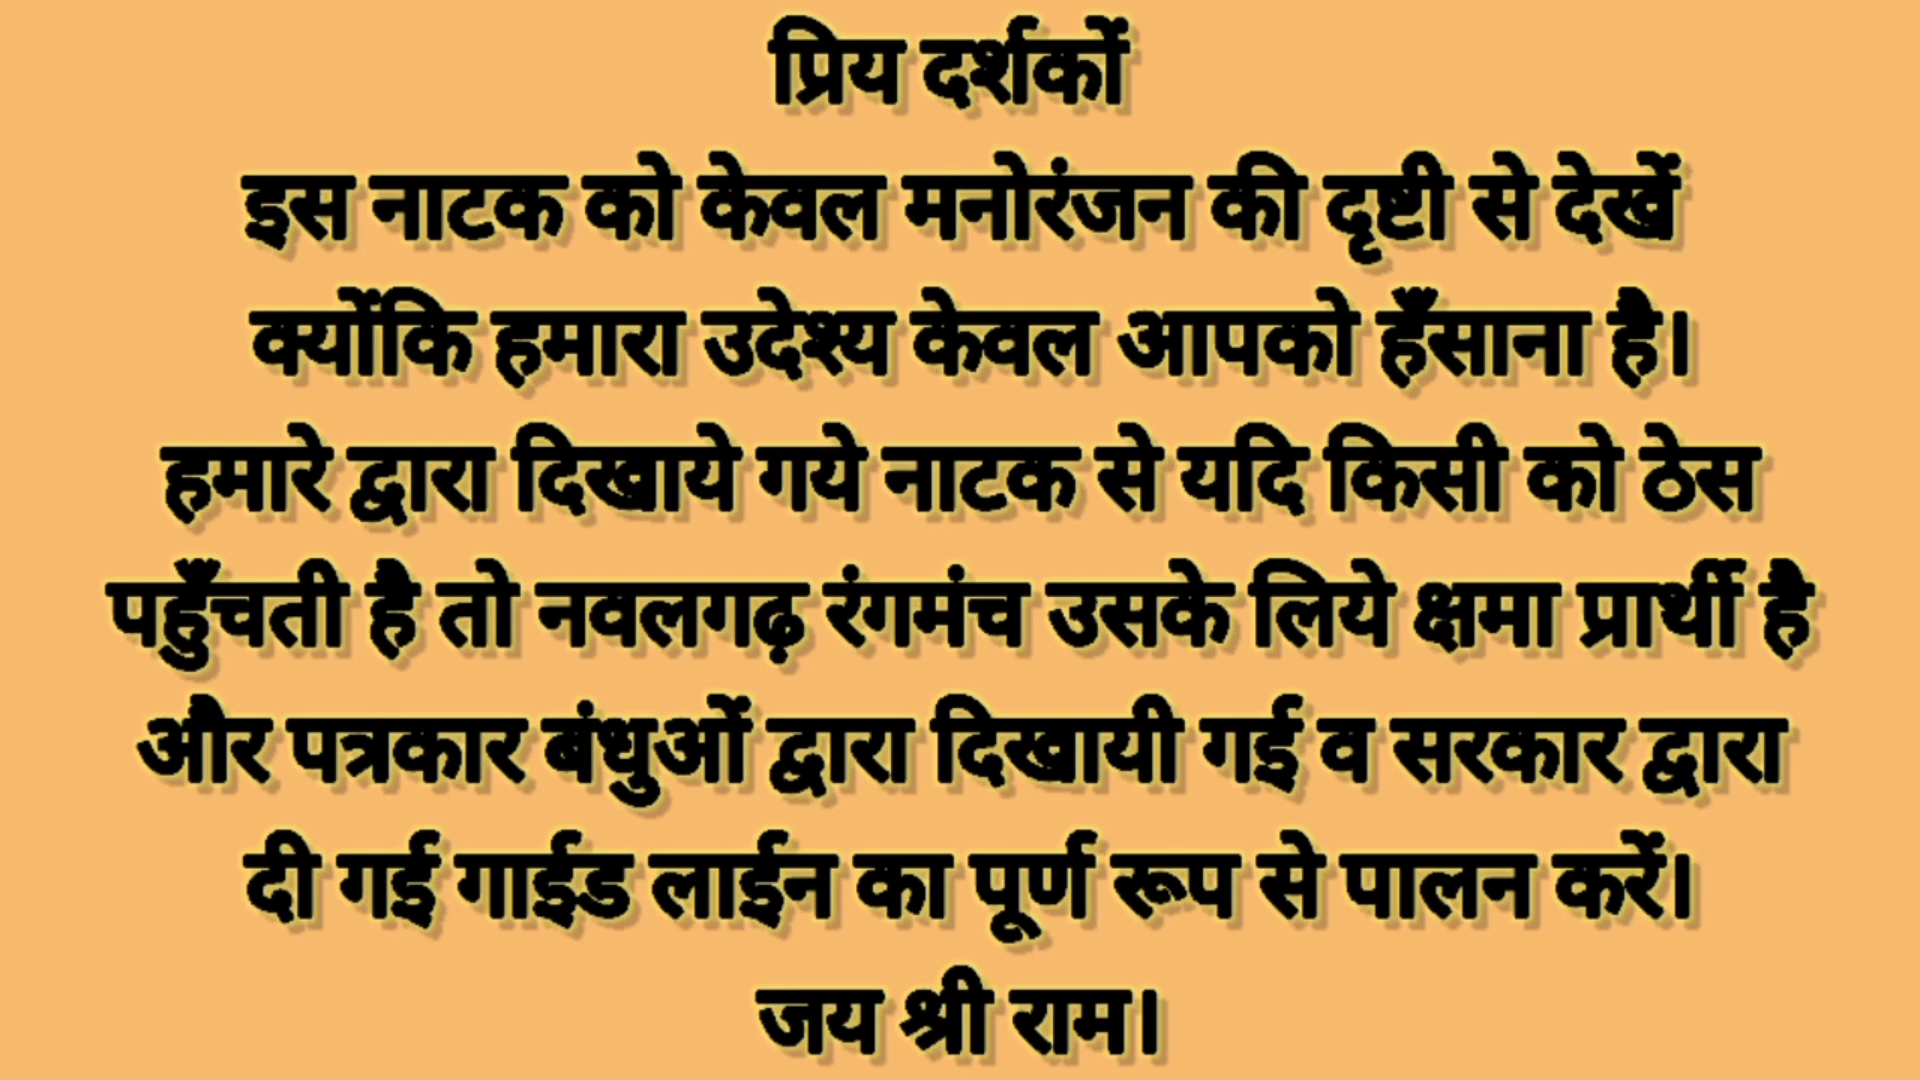 प्रिय दर्शकों
इस नाटक को केवल मनोरंजन की दृष्टी से देखें
क्योंकि हमारा उदेश्य केवल आपको हँसाना है।
हमारे द्वारा दिखाये गये नाटक से यदि किसी को ठेस
पहुँचती है तो नवलगढ़ रंगमंच उसके लिये क्षमा प्रार्थी है
और पत्रकार बंधुओं द्वारा दिखायी गई व सरकार द्वारा
दी गई गाईड लाईन का पूर्ण रूप से पालन करें।
जय श्री राम।